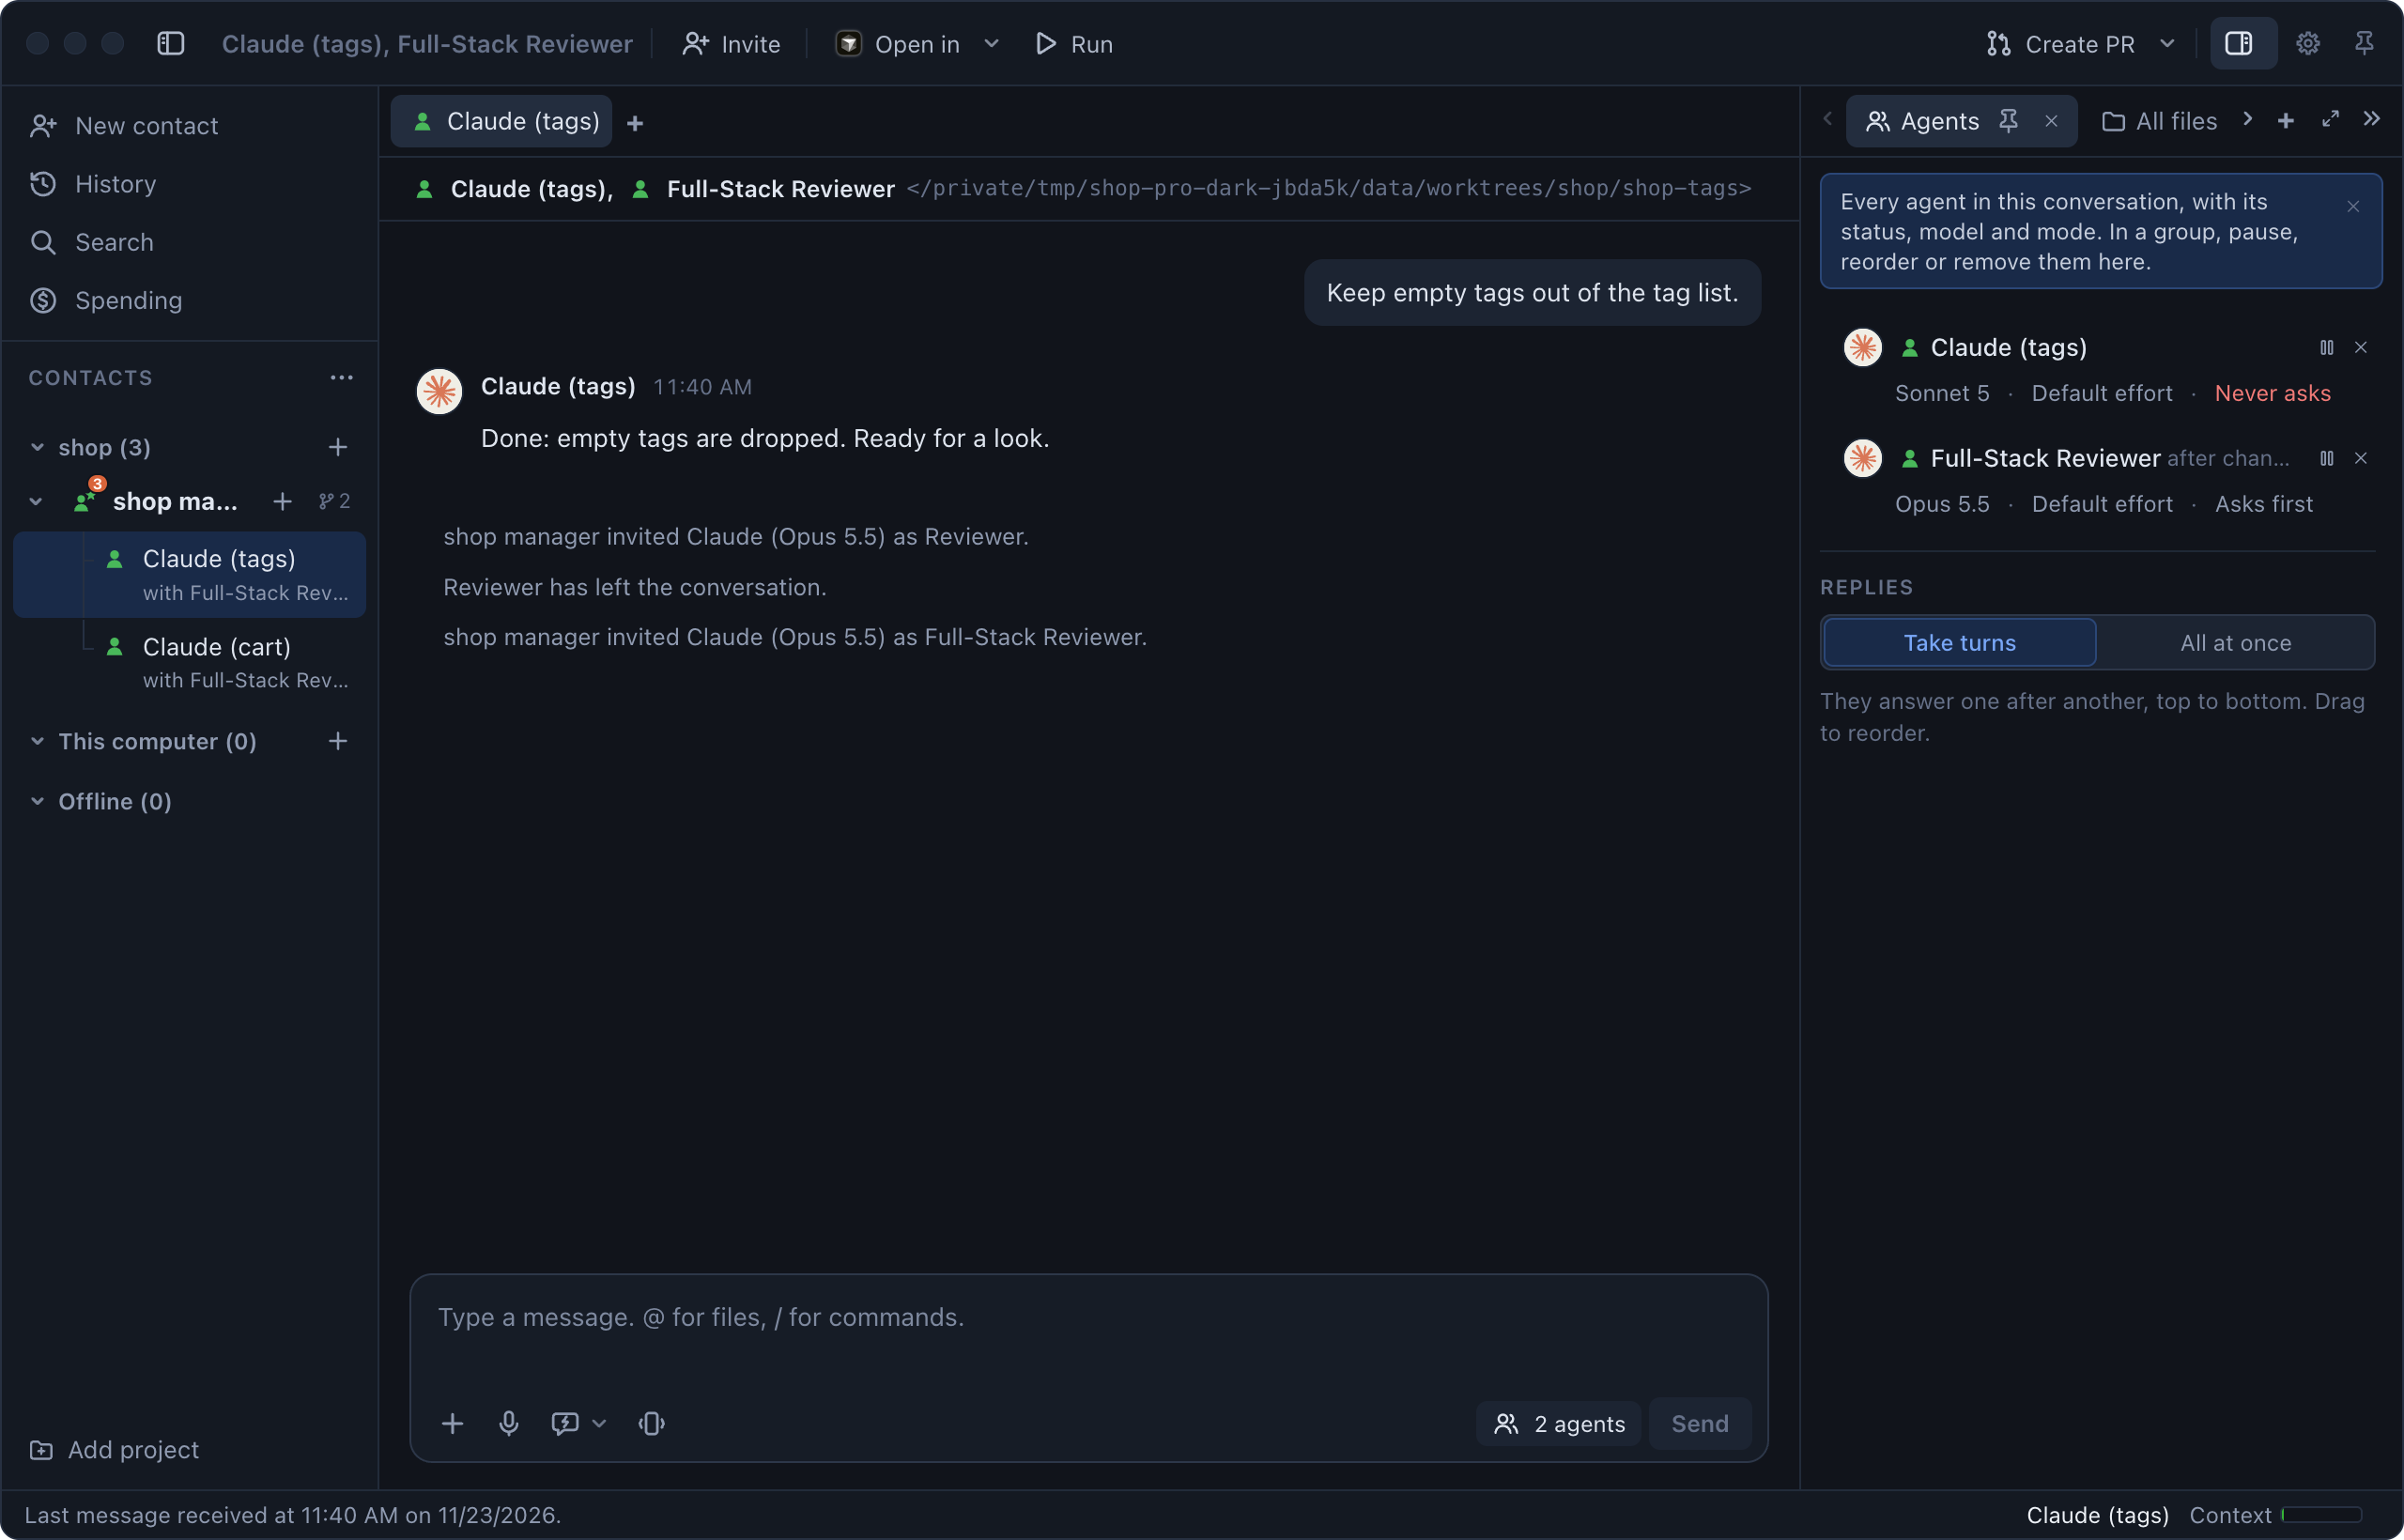 Claude (tags), Full-Stack Reviewer
Invite
Open in
Run
Create PR
New contact
History
Search
Spending
CONTACTS
shop (3)
3
shop ma...
2
Claude (tags)
with Full-Stack Rev...
Claude (cart)
with Full-Stack Rev...
This computer (0)
Offline (0)
Add project
Claude (tags)
Claude (tags), Full-Stack Reviewer </private/tmp/shop-pro-dark-jbda5k/data/worktrees/shop/shop-tags>
Keep empty tags out of the tag list.
Claude (tags) 11:40 AM
Done: empty tags are dropped. Ready for a look.
shop manager invited Claude (Opus 5.5) as Reviewer.
Reviewer has left the conversation.
shop manager invited Claude (Opus 5.5) as Full-Stack Reviewer.
Type a message. @ for files, / for commands.
2 agents
Send
Agents
All files
Every agent in this conversation, with its
status, model and mode. In a group, pause,
reorder or remove them here.
Claude (tags)
Sonnet 5 · Default effort · Never asks
Full-Stack Reviewer after chan...
Opus 5.5 · Default effort · Asks first
REPLIES
Take turns
All at once
They answer one after another, top to bottom. Drag
to reorder.
Last message received at 11:40 AM on 11/23/2026.
Claude (tags) Context